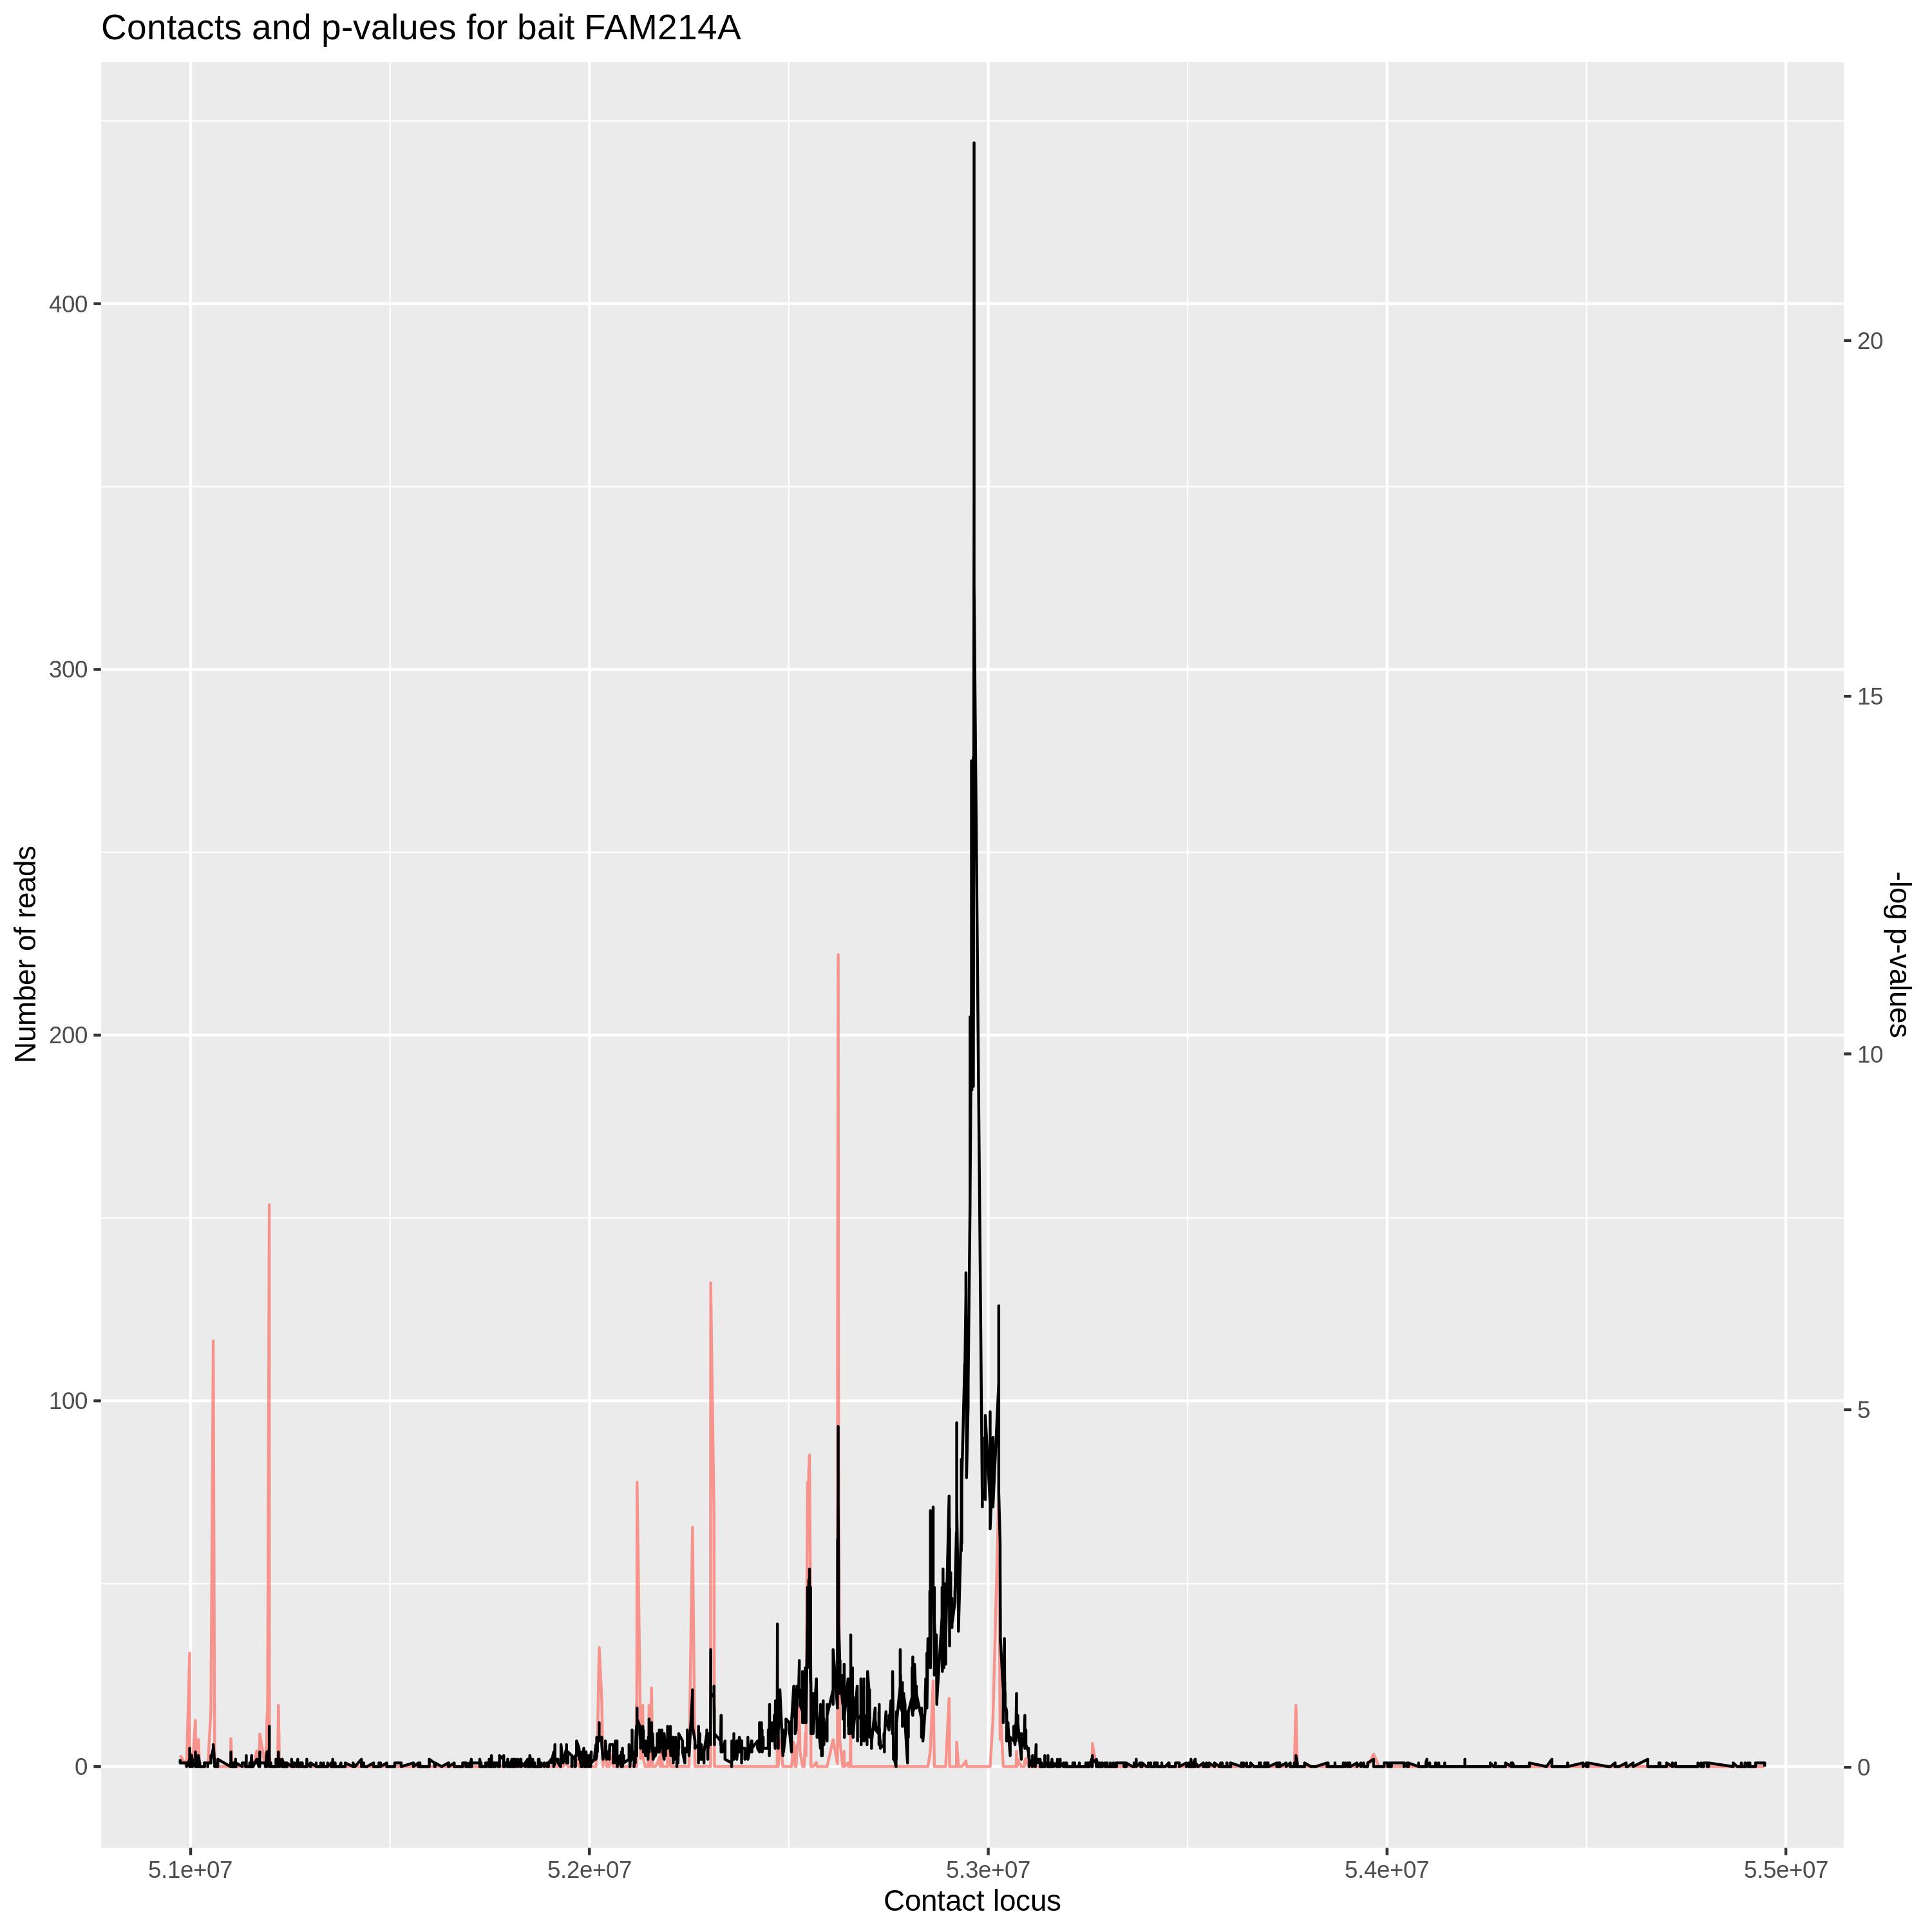 Contacts and p-values for bait FAM214A
Number of reads
400
300
200
100
0
20
15
10
5
0
-log p-values
5.1e+07 5.2e+07 5.3e+07 5.4e+07 5.5e+07
Contact locus